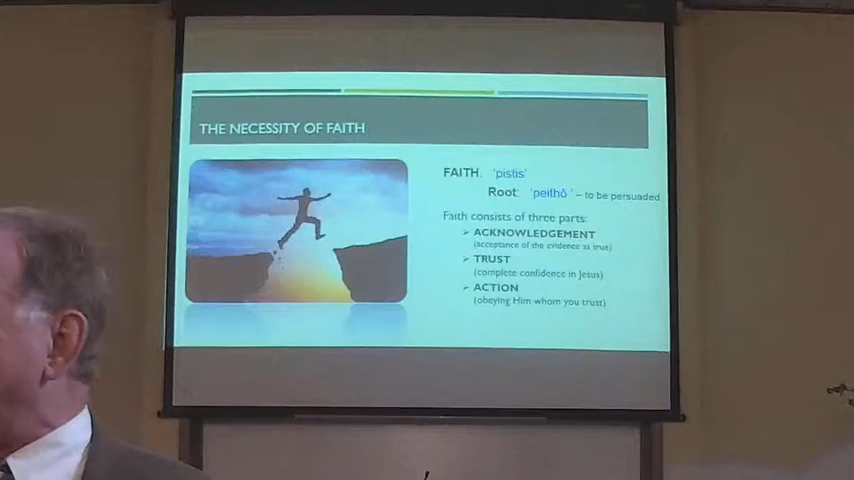 THE NECESSITY OF FAITH
FAITH: 'pistis'
Root: 'peithō' – to be persuaded
Faith consists of three parts:
➢ ACKNOWLEDGEMENT
(acceptance of the evidence as true)
➢ TRUST
(complete confidence in Jesus)
➢ ACTION
(obeying Him whom you trust)